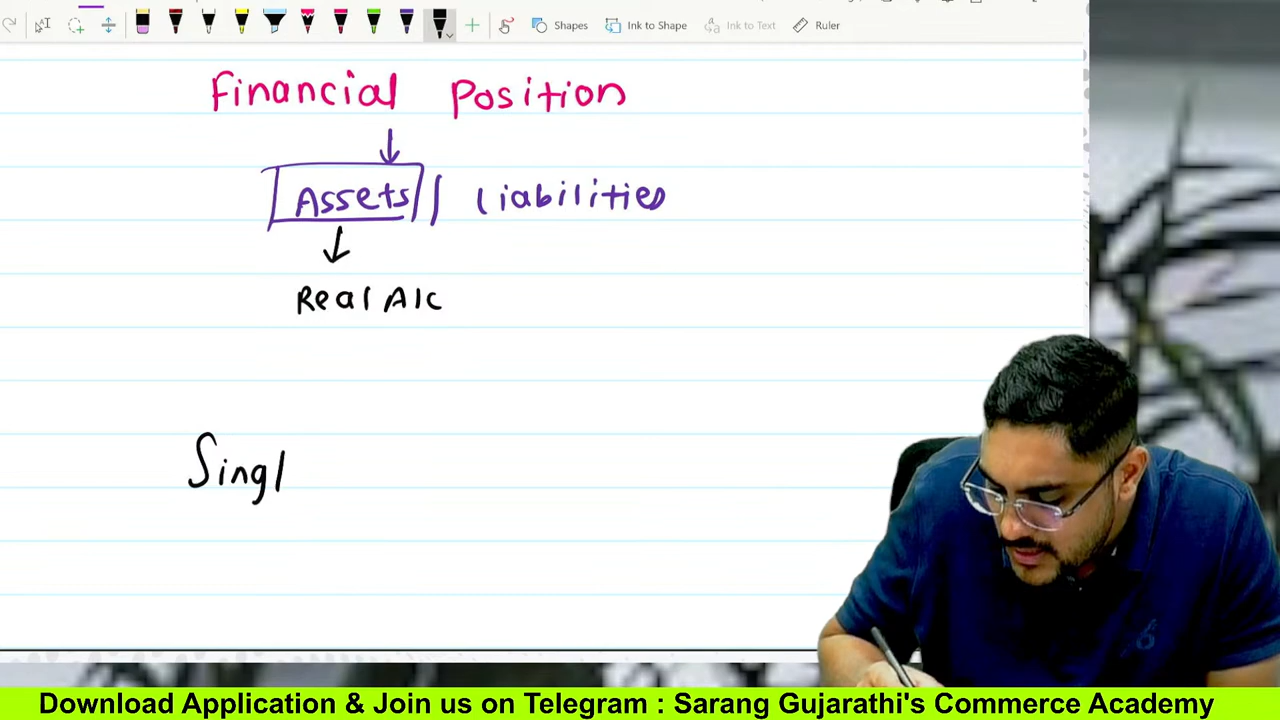 Shapes Ink to Shape Ink to Text Ruler
Financial Position
Assets / Liabilities
Real A/c
Singl
Download Application & Join us on Telegram : Sarang Gujarathi's Commerce Academy